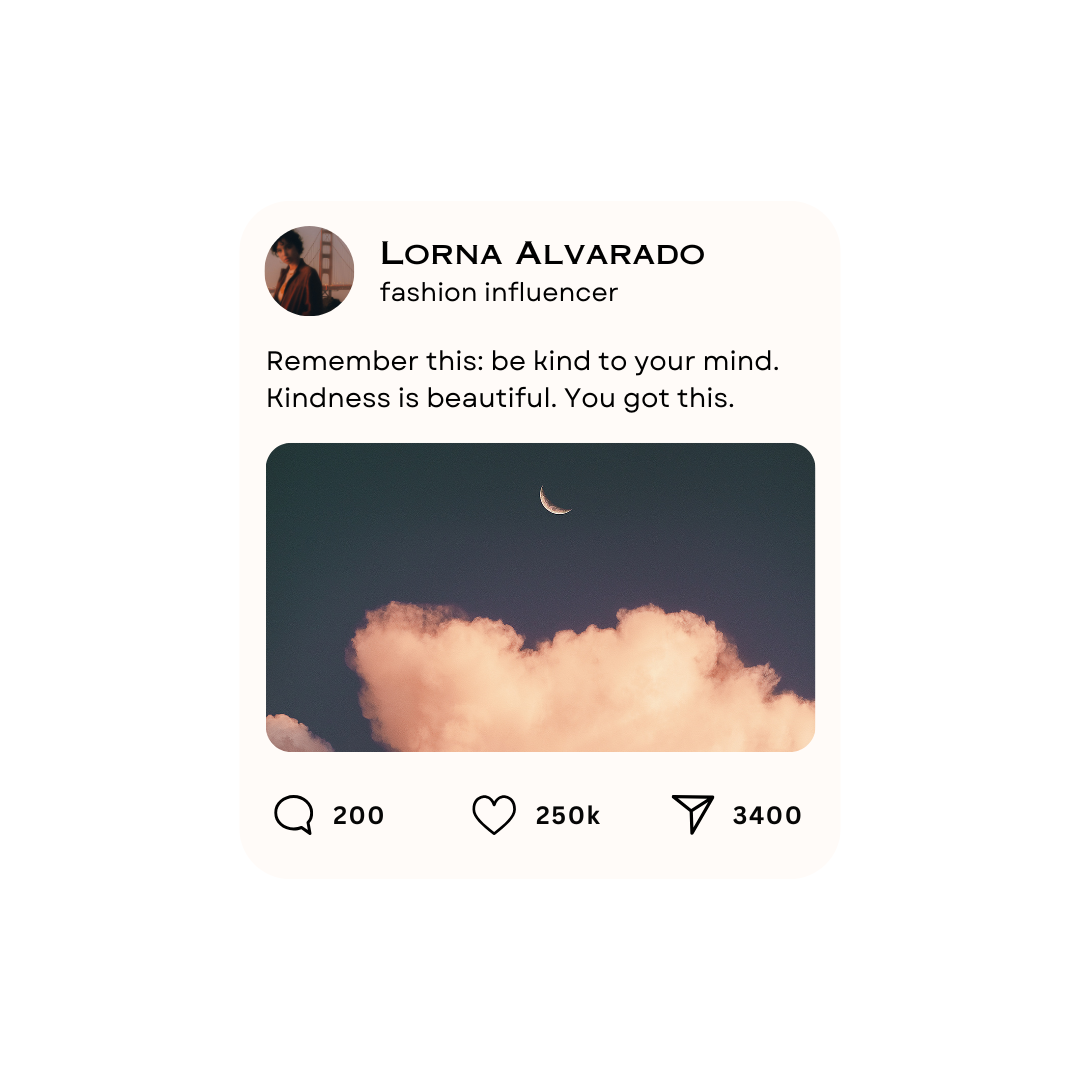 Lorna Alvarado
fashion influencer
Remember this: be kind to your mind.
Kindness is beautiful. You got this.
200 250k 3400